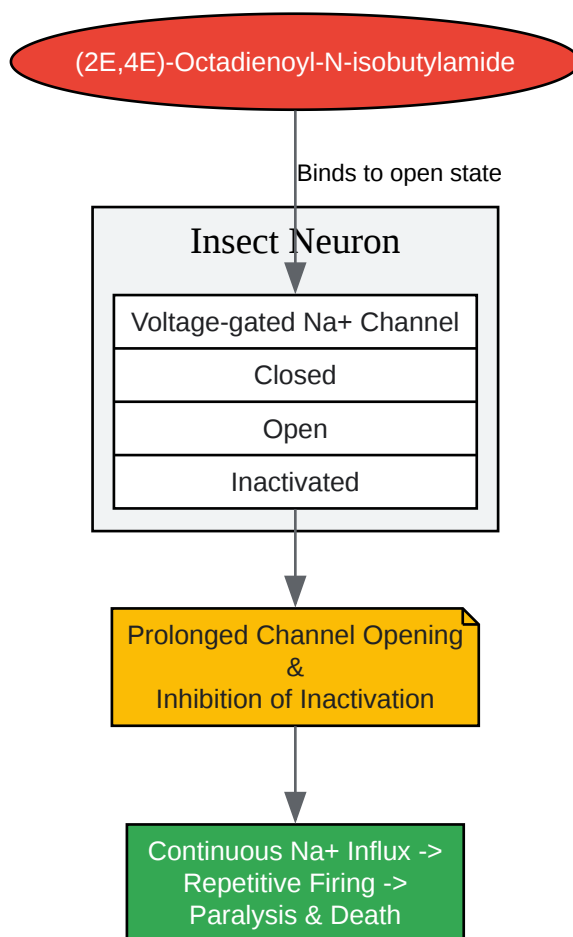 (2E,4E)-Octadienoyl-N-isobutylamide
Binds to open state
Insect Neuron
Voltage-gated Na+ Channel
Closed
Open
Inactivated
Prolonged Channel Opening
&
Inhibition of Inactivation
Continuous Na+ Influx ->
Repetitive Firing ->
Paralysis & Death